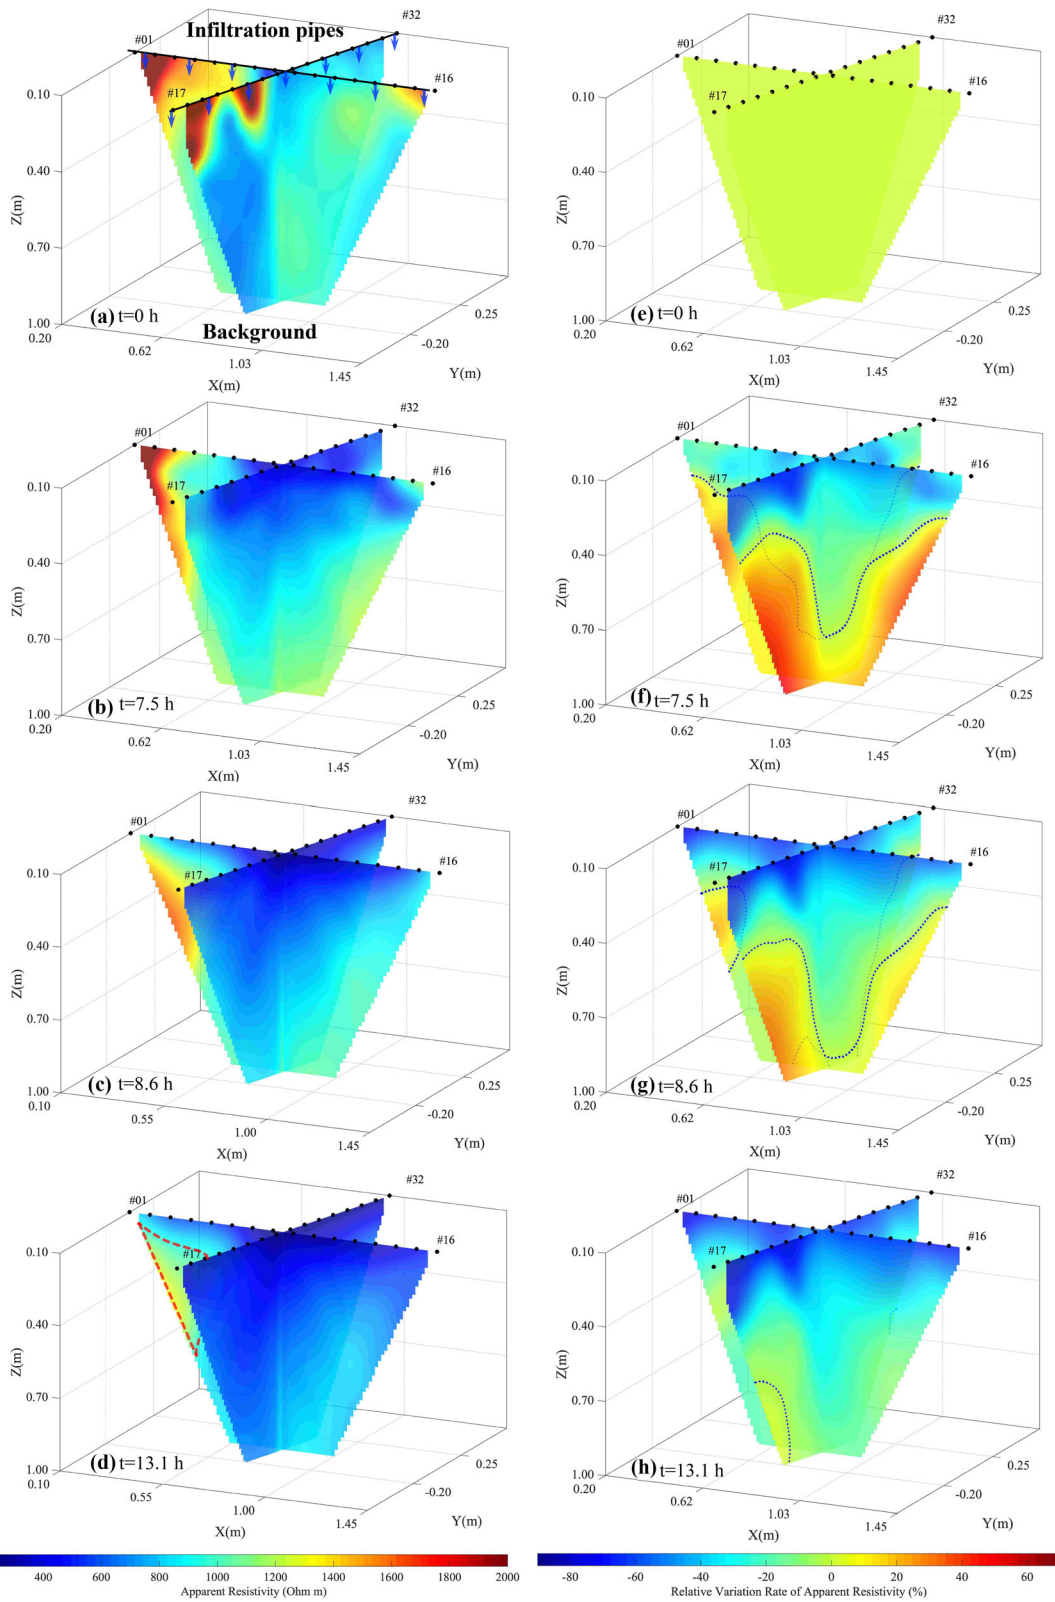 Infiltration pipes
#32
#01
#16
#17
0.10
0.40
0.70
1.00
Z(m)
(a) t=0 h
Background
0.20
0.62
1.03
1.45
X(m)
-0.20
0.25
Y(m)
#32
#01
#16
#17
0.10
0.40
0.70
1.00
Z(m)
(e) t=0 h
0.20
0.62
1.03
1.45
X(m)
-0.20
0.25
Y(m)
#32
#01
#16
#17
0.10
0.40
0.70
1.00
Z(m)
(b) t=7.5 h
0.20
0.62
1.03
1.45
X(m)
-0.20
0.25
Y(m)
#32
#01
#16
#17
0.10
0.40
0.70
1.00
Z(m)
(f) t=7.5 h
0.20
0.62
1.03
1.45
X(m)
-0.20
0.25
Y(m)
#32
#01
#16
#17
0.10
0.40
0.70
1.00
Z(m)
(c) t=8.6 h
0.10
0.55
1.00
1.45
X(m)
-0.20
0.25
Y(m)
#32
#01
#16
#17
0.10
0.40
0.70
1.00
Z(m)
(g) t=8.6 h
0.20
0.62
1.03
1.45
X(m)
-0.20
0.25
Y(m)
#32
#01
#16
#17
0.10
0.40
0.70
1.00
Z(m)
(d) t=13.1 h
0.10
0.55
1.00
1.45
X(m)
-0.20
0.25
Y(m)
#32
#01
#16
#17
0.10
0.40
0.70
1.00
Z(m)
(h) t=13.1 h
0.20
0.62
1.03
1.45
X(m)
-0.20
0.25
Y(m)
400 600 800 1000 1200 1400 1600 1800 2000
Apparent Resistivity (Ohm m)
-80 -60 -40 -20 0 20 40 60
Relative Variation Rate of Apparent Resistivity (%)